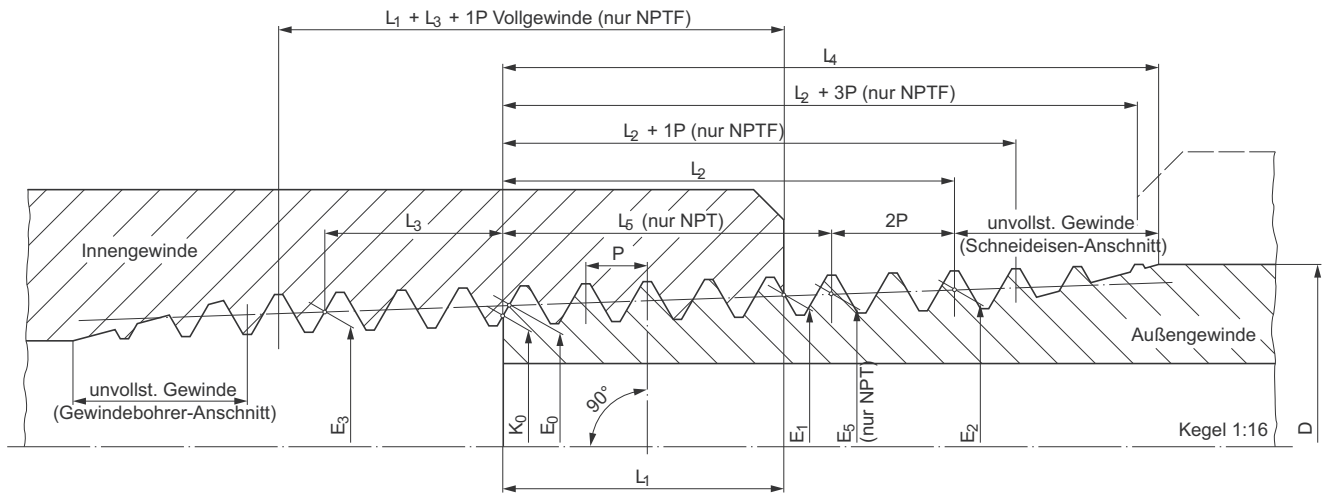 L1 + L3 + 1P Vollgewinde (nur NPTF)
L4
L2 + 3P (nur NPTF)
L2 + 1P (nur NPTF)
L2
L3
L5 (nur NPT)
2P
unvollst. Gewinde
(Schneideisen-Anschnitt)
Innengewinde
P
Außengewinde
unvollst. Gewinde
(Gewindebohrer-Anschnitt)
E3
K0
E0
90°
E1
E5
(nur NPT)
E2
Kegel 1:16
D
L1